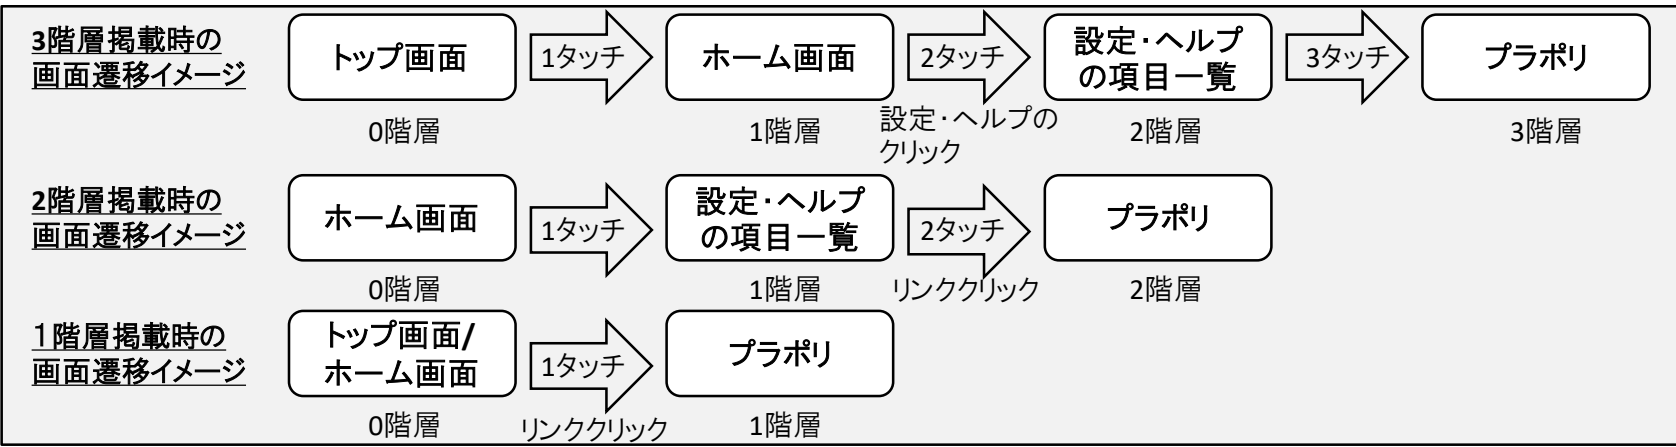 3階層掲載時の
画面遷移イメージ
トップ画面
1タッチ
ホーム画面
2タッチ
設定・ヘルプ
の項目一覧
3タッチ
プラポリ
0階層
1階層
設定・ヘルプの
クリック
2階層
3階層
2階層掲載時の
画面遷移イメージ
ホーム画面
1タッチ
設定・ヘルプ
の項目一覧
2タッチ
プラポリ
0階層
1階層
リンククリック
2階層
1階層掲載時の
画面遷移イメージ
トップ画面/
ホーム画面
1タッチ
プラポリ
0階層
リンククリック
1階層